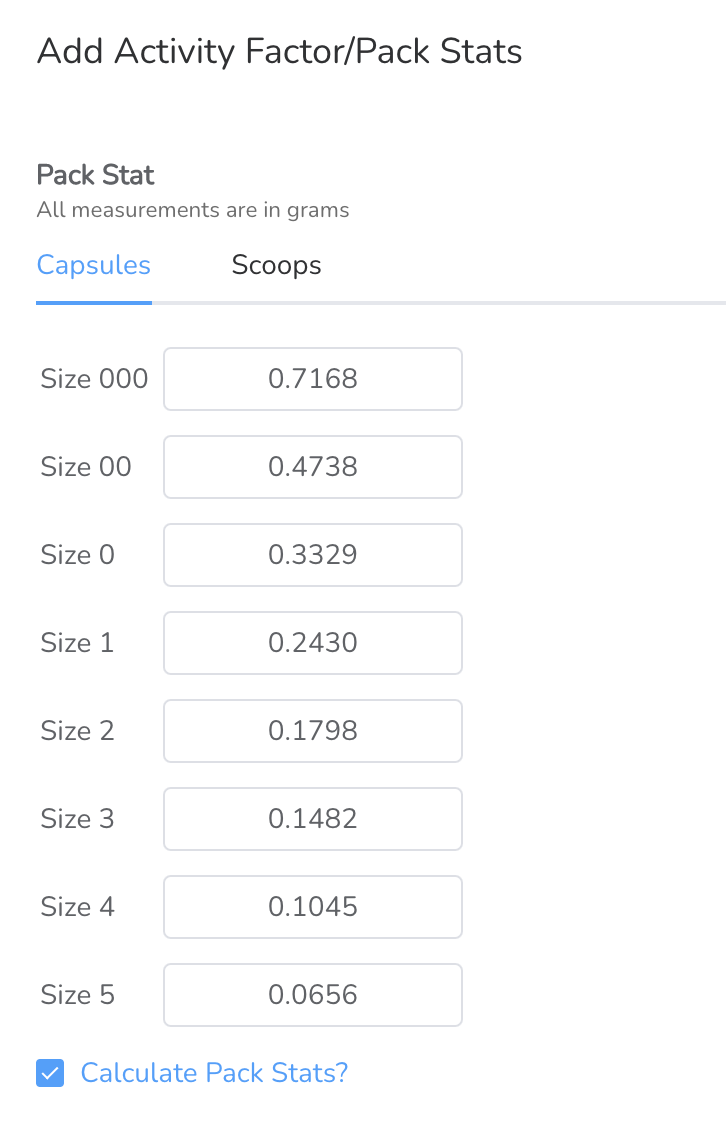 Add Activity Factor/Pack Stats
Pack Stat
All measurements are in grams
Capsules Scoops
Size 000 0.7168
Size 00 0.4738
Size 0 0.3329
Size 1 0.2430
Size 2 0.1798
Size 3 0.1482
Size 4 0.1045
Size 5 0.0656
Calculate Pack Stats?